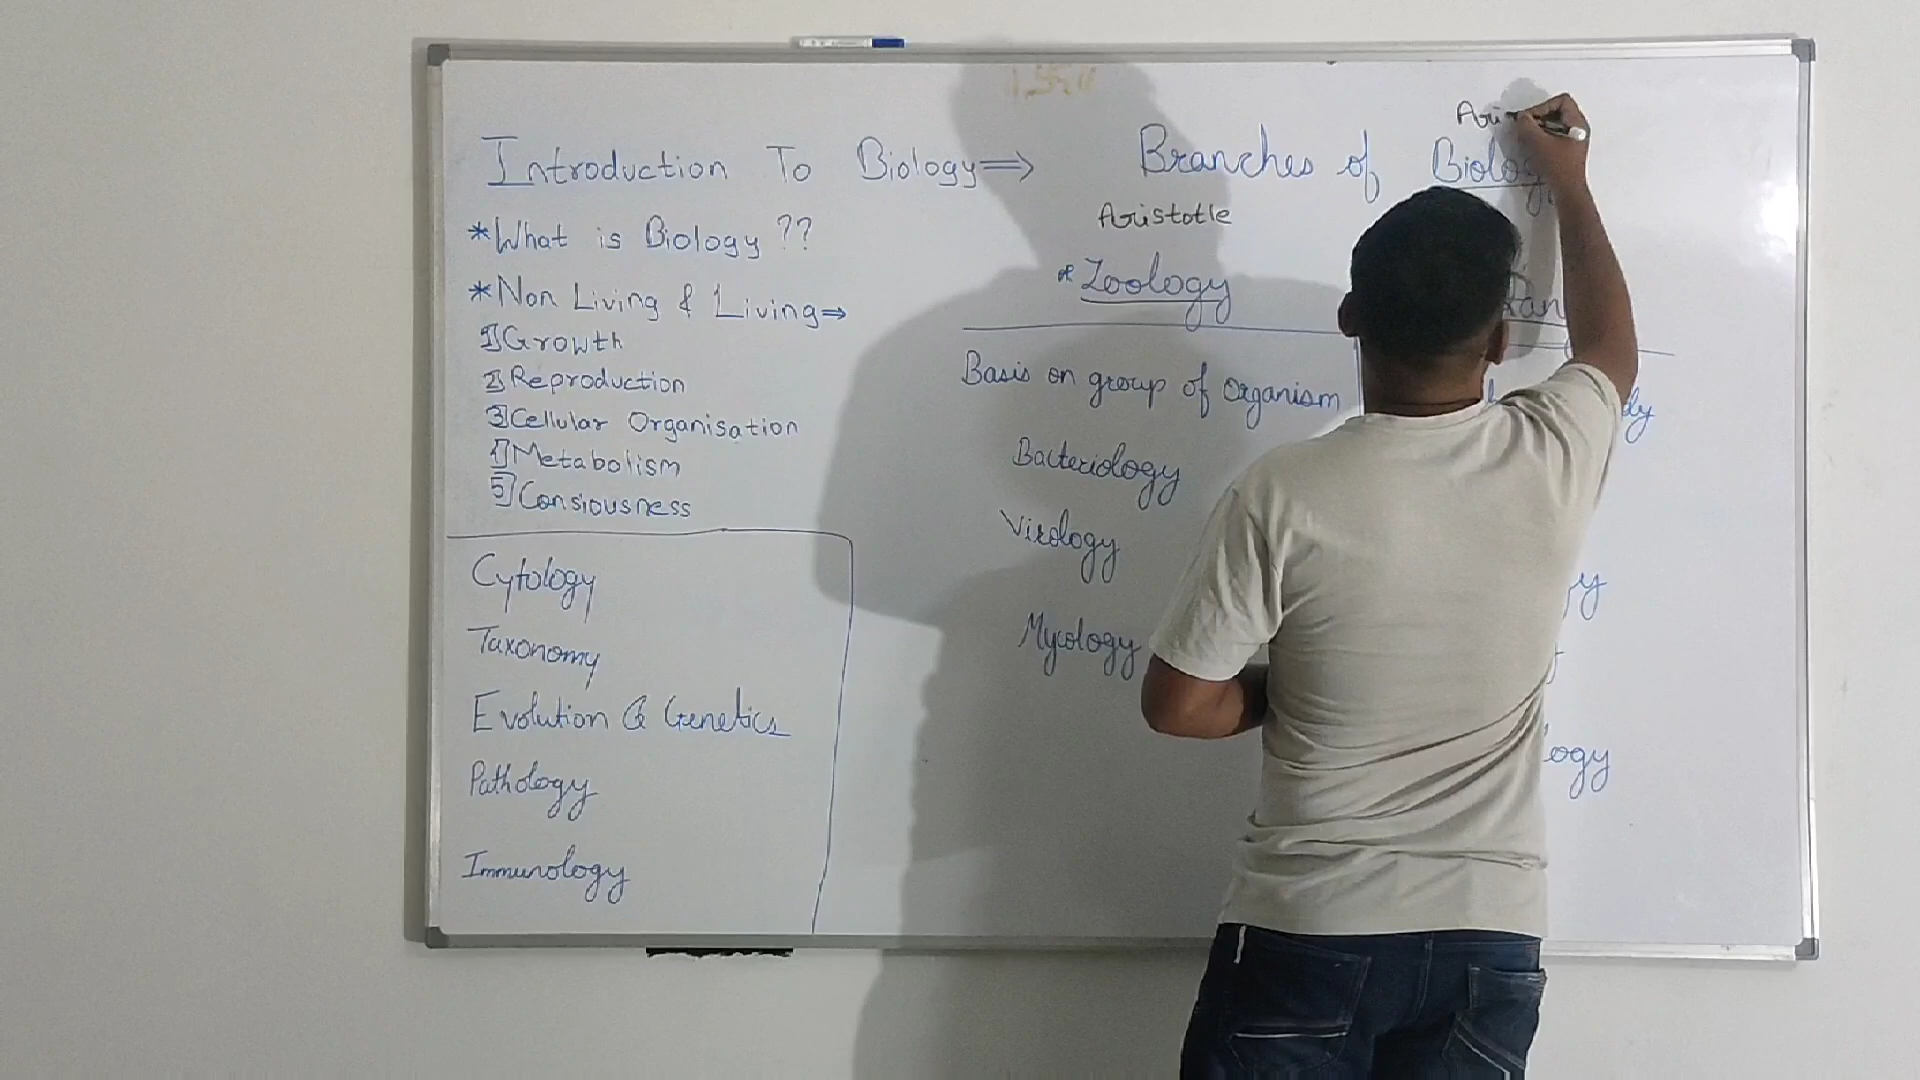 Introduction To Biology ⇒
*What is Biology ??
*Non Living & Living⇒
1] Growth
2] Reproduction
3] Cellular Organisation
Metabolism
5] Consiousness
Cytology
Taxonomy
Evolution & Genetics
Pathology
Immunology
Branches of Biology
Aristotle
* Zoology
Basis on group of organism
Bacteriology
Virology
Mycology